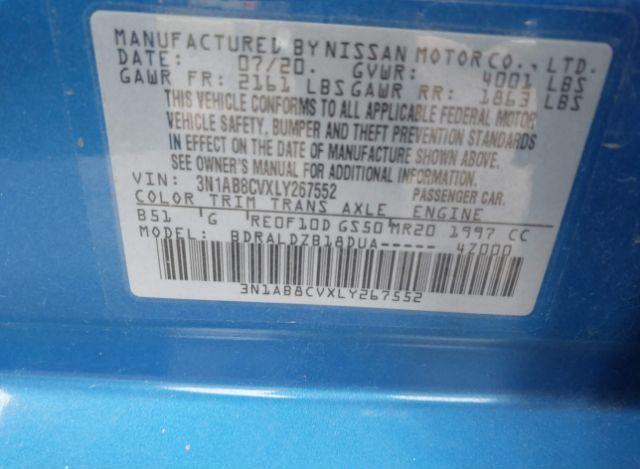 MANUFACTURED BY NISSAN MOTOR CO., LTD.
DATE: 07/20. GVWR: 4001 LBS
GAWR FR: 2161 LBS GAWR RR: 1863 LBS
THIS VEHICLE CONFORMS TO ALL APPLICABLE FEDERAL MOTOR
VEHICLE SAFETY, BUMPER AND THEFT PREVENTION STANDARDS
IN EFFECT ON THE DATE OF MANUFACTURE SHOWN ABOVE.
SEE OWNER'S MANUAL FOR ADDITIONAL INFORMATION.
VIN: 3N1AB8CVXLY267552 PASSENGER CAR.
COLOR TRIM TRANS AXLE ENGINE
B51 G RE0F10D GS50 MR20 1997 CC
MODEL: BDRALDZB18DUA----- 47000
3N1AB8CVXLY267552